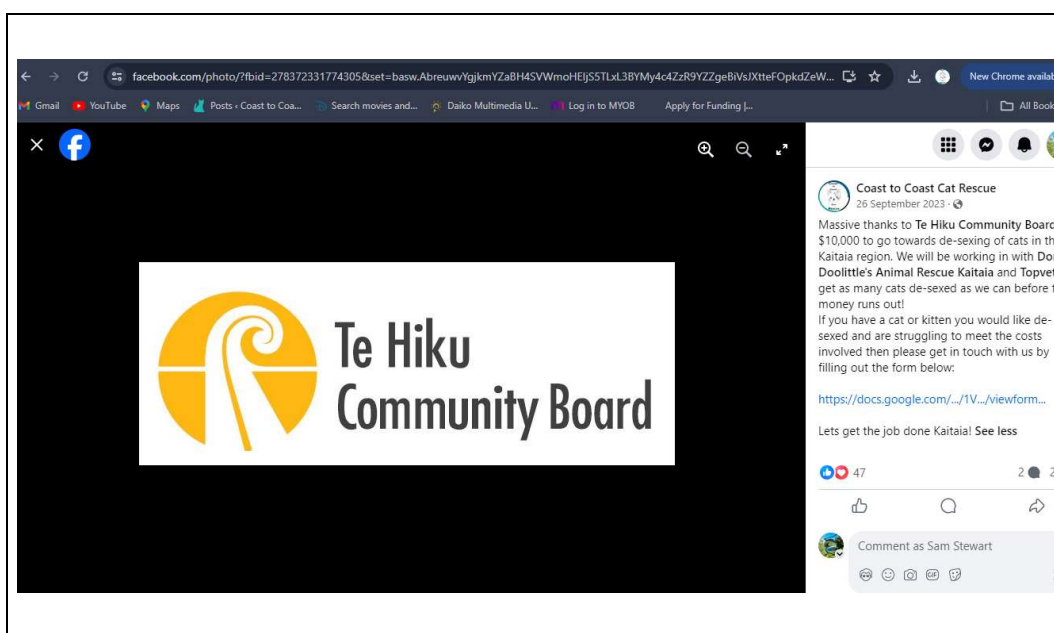 facebook.com/photo/?fbid=278372331774305&set=basw.AbreuwvYgjkmYZaBH4SVWmoHEljS5TLxL3BYMy4c4ZzR9YZZgeBiVsJXtteFOpkdZeW...
New Chrome availab
Gmail YouTube Maps Posts ‹ Coast to Coa... Search movies and... Daiko Multimedia U... Log in to MYOB Apply for Funding |... All Book
Te Hiku
Community Board
Coast to Coast Cat Rescue
26 September 2023 ·
Massive thanks to Te Hiku Community Board
$10,000 to go towards de-sexing of cats in th
Kaitaia region. We will be working in with Do
Doolittle's Animal Rescue Kaitaia and Topvet
get as many cats de-sexed as we can before t
money runs out!
If you have a cat or kitten you would like de-
sexed and are struggling to meet the costs
involved then please get in touch with us by
filling out the form below:
https://docs.google.com/.../1V.../viewform...
Lets get the job done Kaitaia! See less
47
2
2
Comment as Sam Stewart
GIF